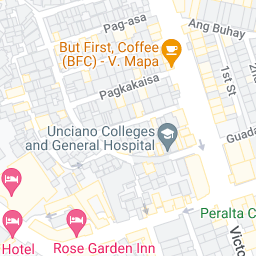 Pag-asa
Ang Buhay
But First, Coffee
(BFC) - V. Mapa
1st St
Pagkakaisa
Unciano Colleges
and General Hospital
Guada
Peralta C
Victo
Hotel
Rose Garden Inn